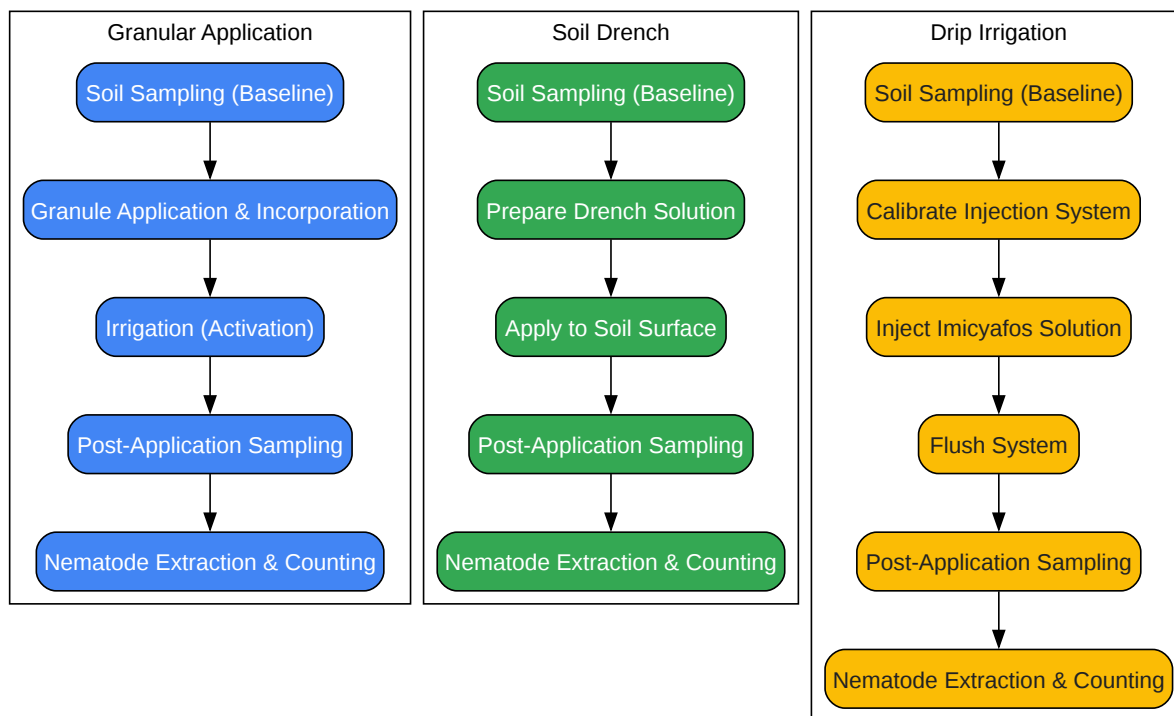 Granular Application
Soil Sampling (Baseline)
Granule Application & Incorporation
Irrigation (Activation)
Post-Application Sampling
Nematode Extraction & Counting
Soil Drench
Soil Sampling (Baseline)
Prepare Drench Solution
Apply to Soil Surface
Post-Application Sampling
Nematode Extraction & Counting
Drip Irrigation
Soil Sampling (Baseline)
Calibrate Injection System
Inject Imicyafos Solution
Flush System
Post-Application Sampling
Nematode Extraction & Counting